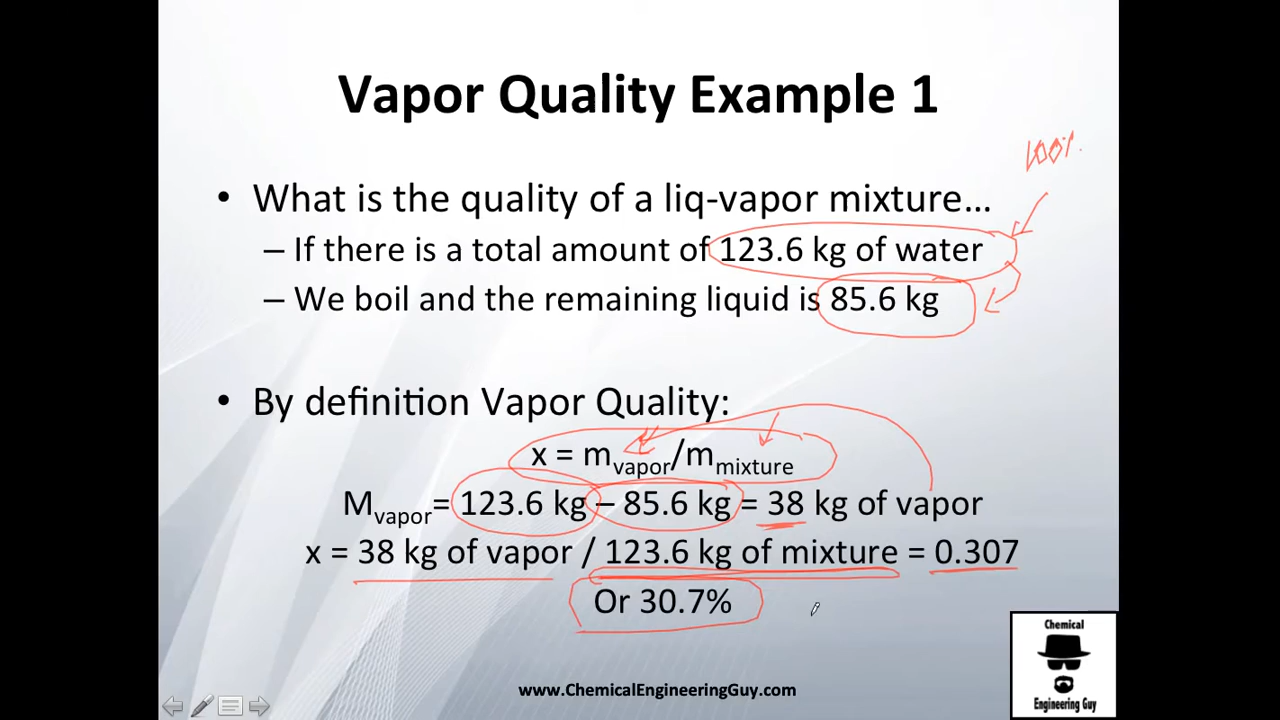 Vapor Quality Example 1
100%
• What is the quality of a liq-vapor mixture…
– If there is a total amount of 123.6 kg of water
– We boil and the remaining liquid is 85.6 kg
• By definition Vapor Quality:
x = mvapor/mmixture
Mvapor= 123.6 kg – 85.6 kg = 38 kg of vapor
x = 38 kg of vapor / 123.6 kg of mixture = 0.307
Or 30.7%
Chemical
Engineering Guy
www.ChemicalEngineeringGuy.com